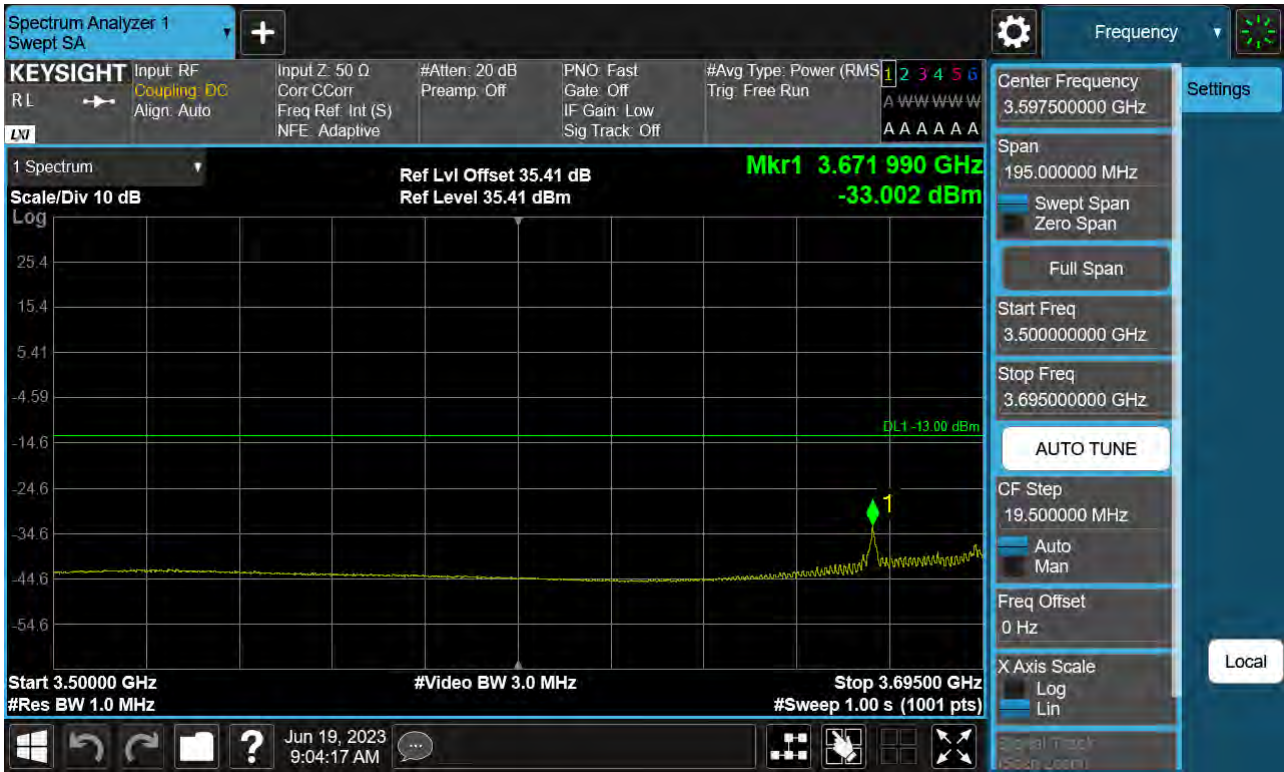 Spectrum Analyzer 1
Swept SA
+
Frequency
KEYSIGHT
RL
LXI
Input: RF
Coupling: DC
Align: Auto
Input Z: 50 Ω
Corr CCorr
Freq Ref: Int (S)
NFE: Adaptive
#Atten: 20 dB
Preamp: Off
PNO: Fast
Gate: Off
IF Gain: Low
Sig Track: Off
#Avg Type: Power (RMS
Trig: Free Run
1 2 3 4 5 6
A W W W W W
A A A A A A
1 Spectrum
Scale/Div 10 dB
Log
Ref Lvl Offset 35.41 dB
Ref Level 35.41 dBm
Mkr1 3.671 990 GHz
-33.002 dBm
25.4
15.4
5.41
-4.59
-14.6
-24.6
-34.6
-44.6
-54.6
DL1 -13.00 dBm
1
Start 3.50000 GHz
#Res BW 1.0 MHz
#Video BW 3.0 MHz
Stop 3.69500 GHz
#Sweep 1.00 s (1001 pts)
Center Frequency
3.597500000 GHz
Settings
Span
195.000000 MHz
Swept Span
Zero Span
Full Span
Start Freq
3.500000000 GHz
Stop Freq
3.695000000 GHz
AUTO TUNE
CF Step
19.500000 MHz
Auto
Man
Freq Offset
0 Hz
X Axis Scale
Log
Lin
Local
Signal Track
(Span Zoom)
?
Jun 19, 2023
9:04:17 AM